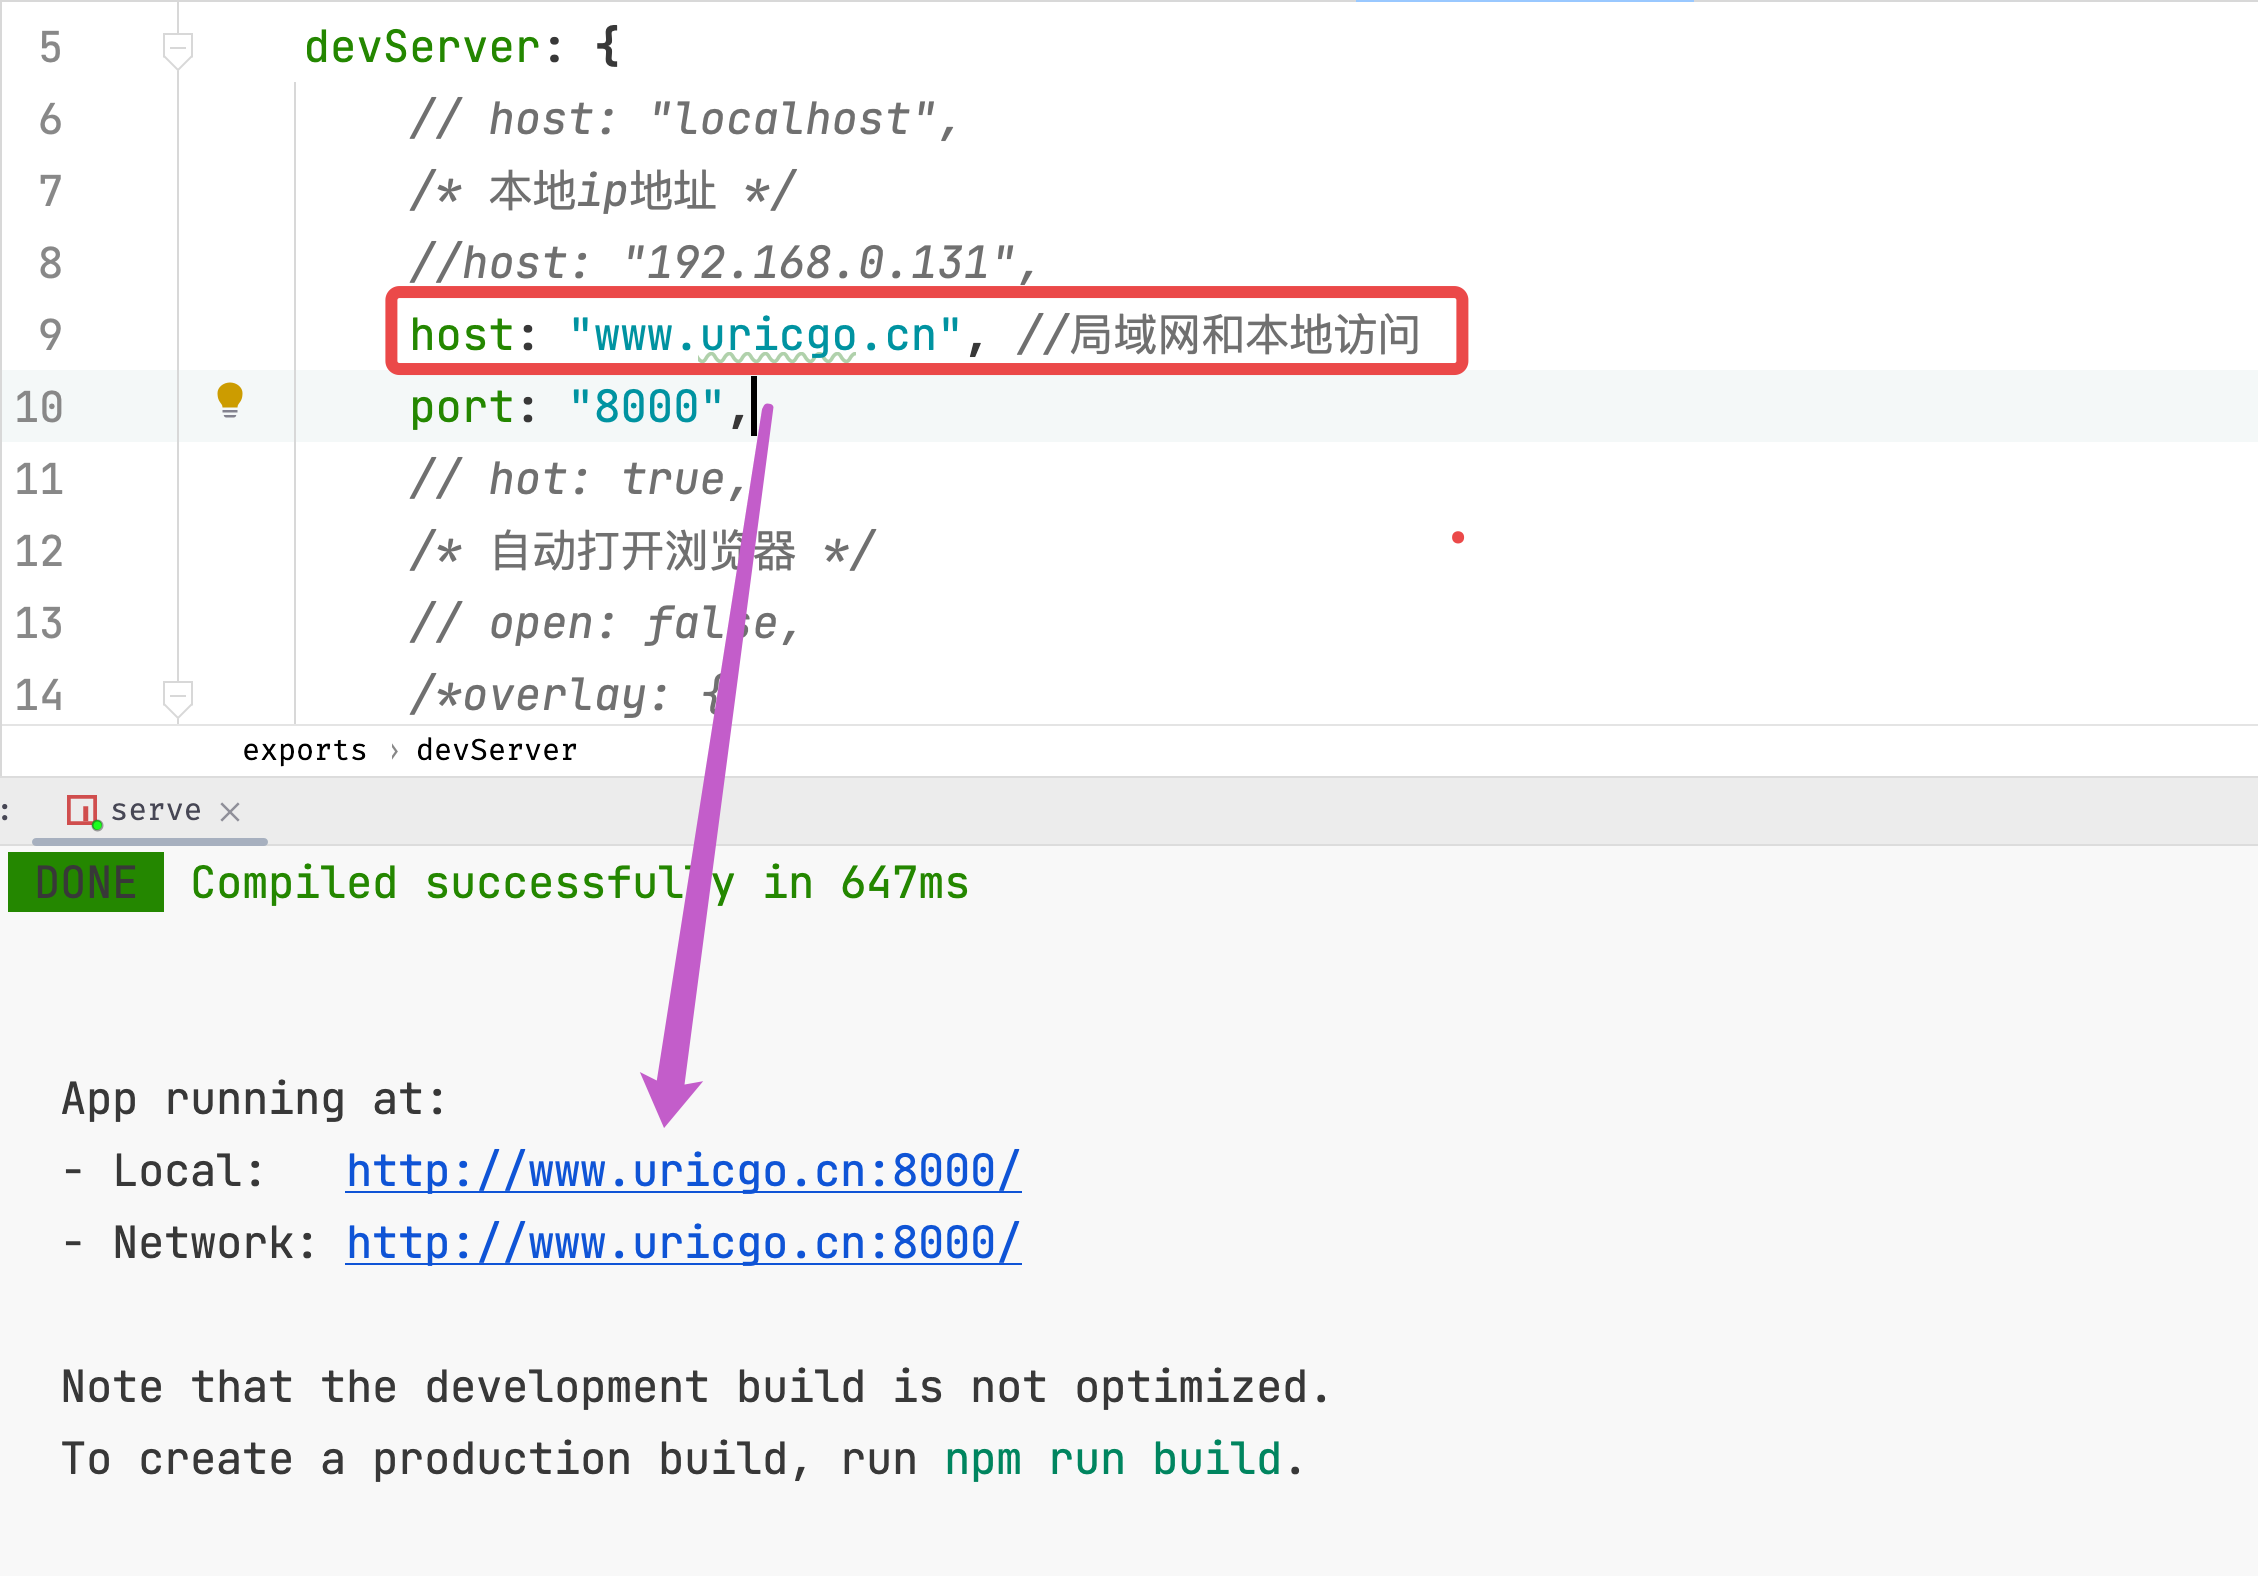 5 devServer: {
6 // host: "localhost",
7 /* 本地ip地址 */
8 //host: "192.168.0.131",
9 host: "www.uricgo.cn", //局域网和本地访问
10 port: "8000",
11 // hot: true,
12 /* 自动打开浏览器 */
13 // open: false,
14 /*overlay: {
exports › devServer
: serve
DONE Compiled successfully in 647ms
App running at:
- Local: http://www.uricgo.cn:8000/
- Network: http://www.uricgo.cn:8000/
Note that the development build is not optimized.
To create a production build, run npm run build.